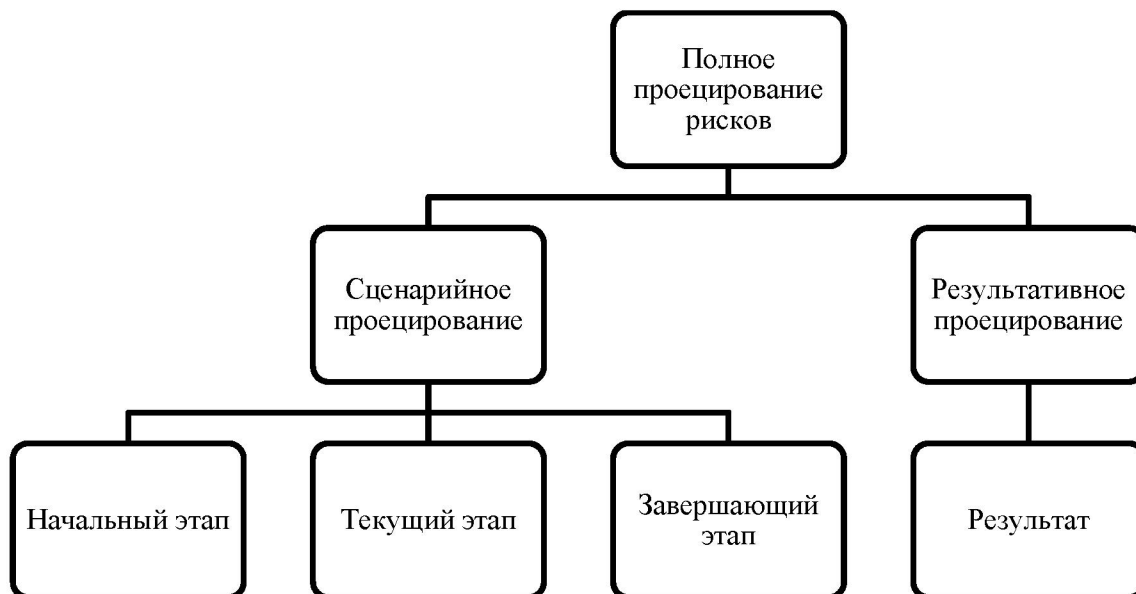 Полное
проецирование
рисков
Сценарийное
проецирование
Результативное
проецирование
Начальный этап
Текущий этап
Завершающий
этап
Результат